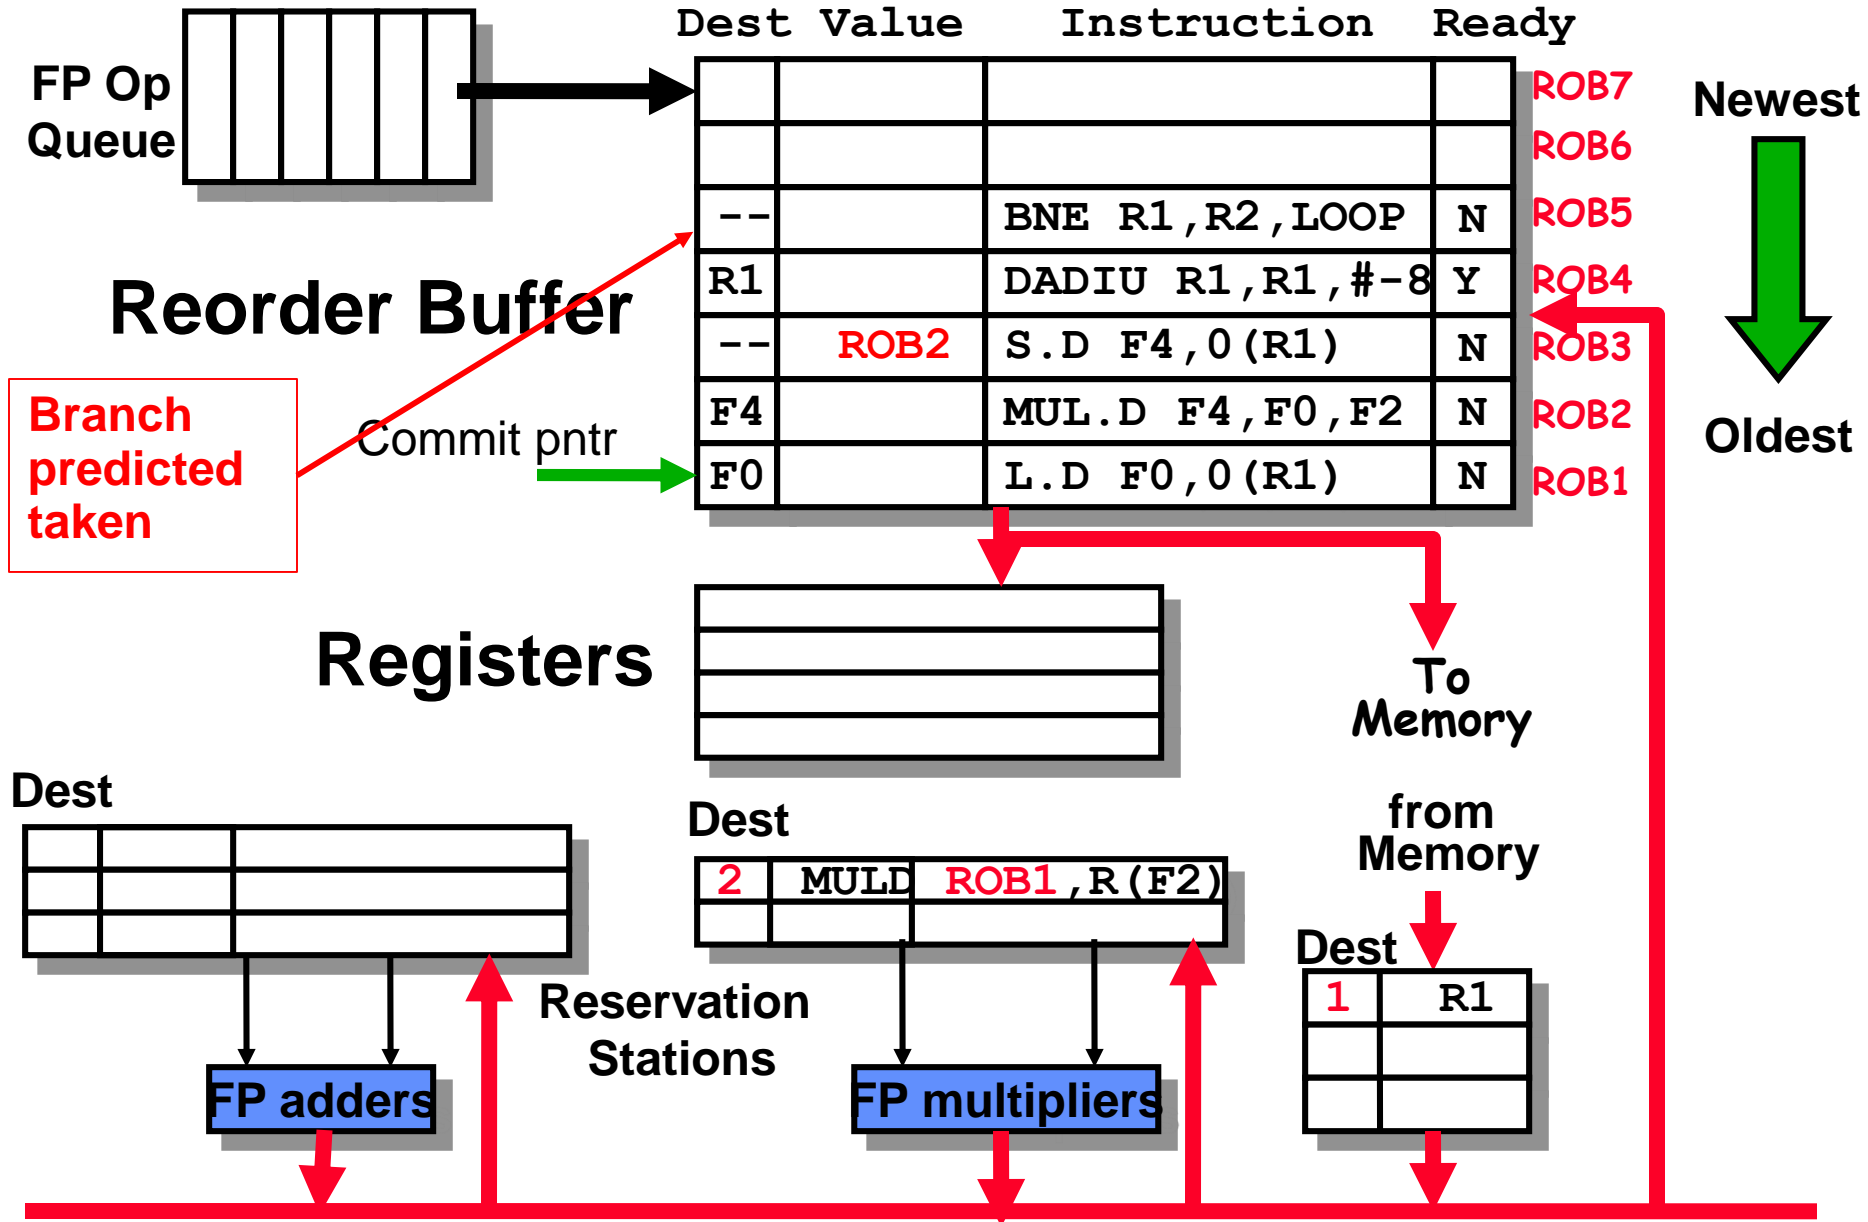 Dest Value Instruction Ready
FP Op
Queue
ROB7
Newest
ROB6
-- BNE R1,R2,LOOP N ROB5
Reorder Buffer
R1 DADIU R1,R1,#-8 Y ROB4
-- ROB2 S.D F4,0(R1) N ROB3
Branch
predicted
taken
Commit pntr
F4 MUL.D F4,F0,F2 N ROB2
Oldest
F0 L.D F0,0(R1) N ROB1
Registers
To
Memory
Dest
Dest
from
Memory
2 MULD ROB1,R(F2)
Dest
1 R1
Reservation
Stations
FP adders
FP multipliers